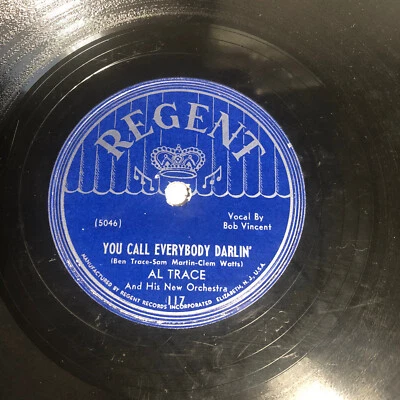 REGENT
(5046)
Vocal By
Bob Vincent
YOU CALL EVERYBODY DARLIN'
(Ben Trace-Sam Martin-Clem Watts)
AL TRACE
And His New Orchestra
117
MANUFACTURED BY REGENT RECORDS INCORPORATED ELIZABETH, N. J., U.S.A.